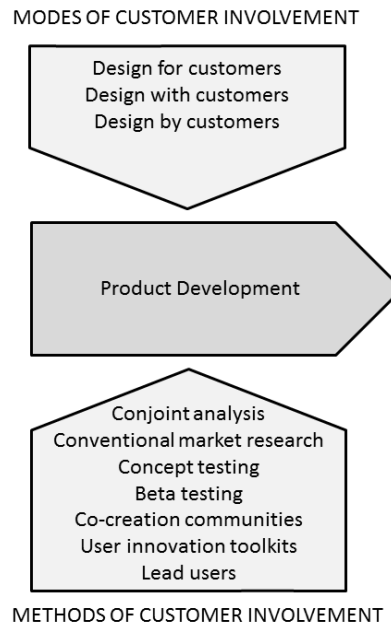 MODES OF CUSTOMER INVOLVEMENT
Design for customers
Design with customers
Design by customers
Product Development
Conjoint analysis
Conventional market research
Concept testing
Beta testing
Co-creation communities
User innovation toolkits
Lead users
METHODS OF CUSTOMER INVOLVEMENT